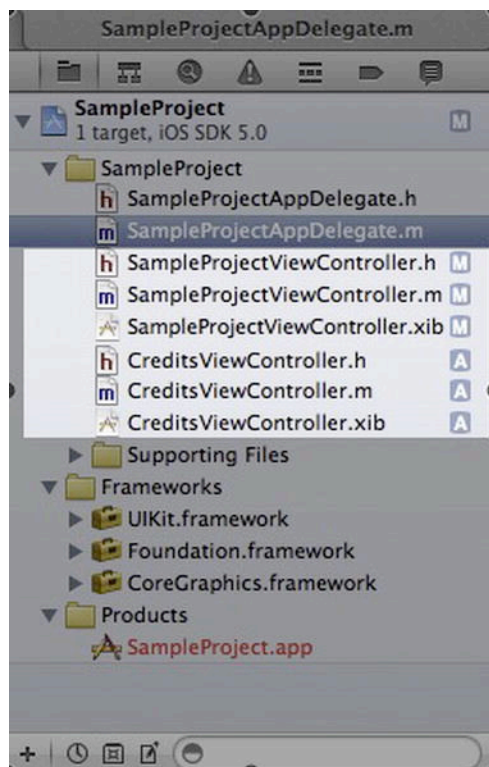 SampleProjectAppDelegate.m
SampleProject
1 target, iOS SDK 5.0
M
SampleProject
h SampleProjectAppDelegate.h
m SampleProjectAppDelegate.m
h SampleProjectViewController.h M
m SampleProjectViewController.m M
SampleProjectViewController.xib M
h CreditsViewController.h A
m CreditsViewController.m A
CreditsViewController.xib A
Supporting Files
Frameworks
UIKit.framework
Foundation.framework
CoreGraphics.framework
Products
SampleProject.app